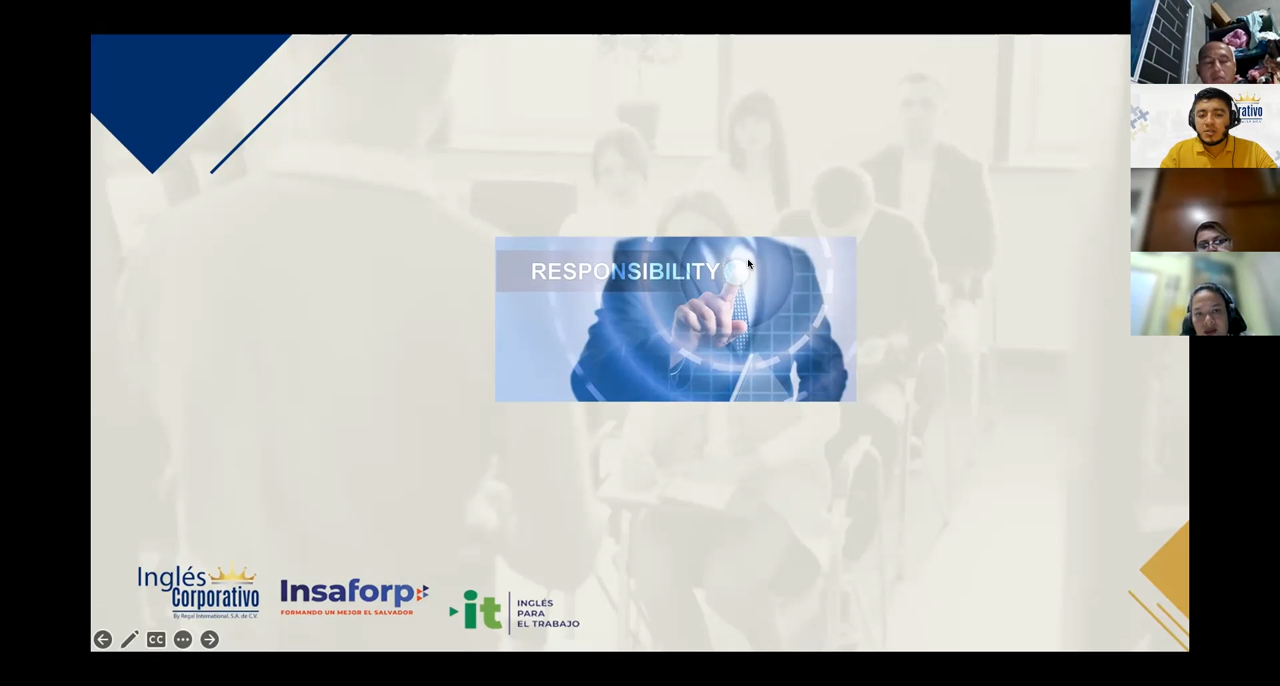 RESPONSIBILITY
Inglés
Corporativo
By Regal International, S.A. de C.V.
Insaforp
FORMANDO UN MEJOR EL SALVADOR
it
INGLÉS
PARA
EL TRABAJO
CC
rativo